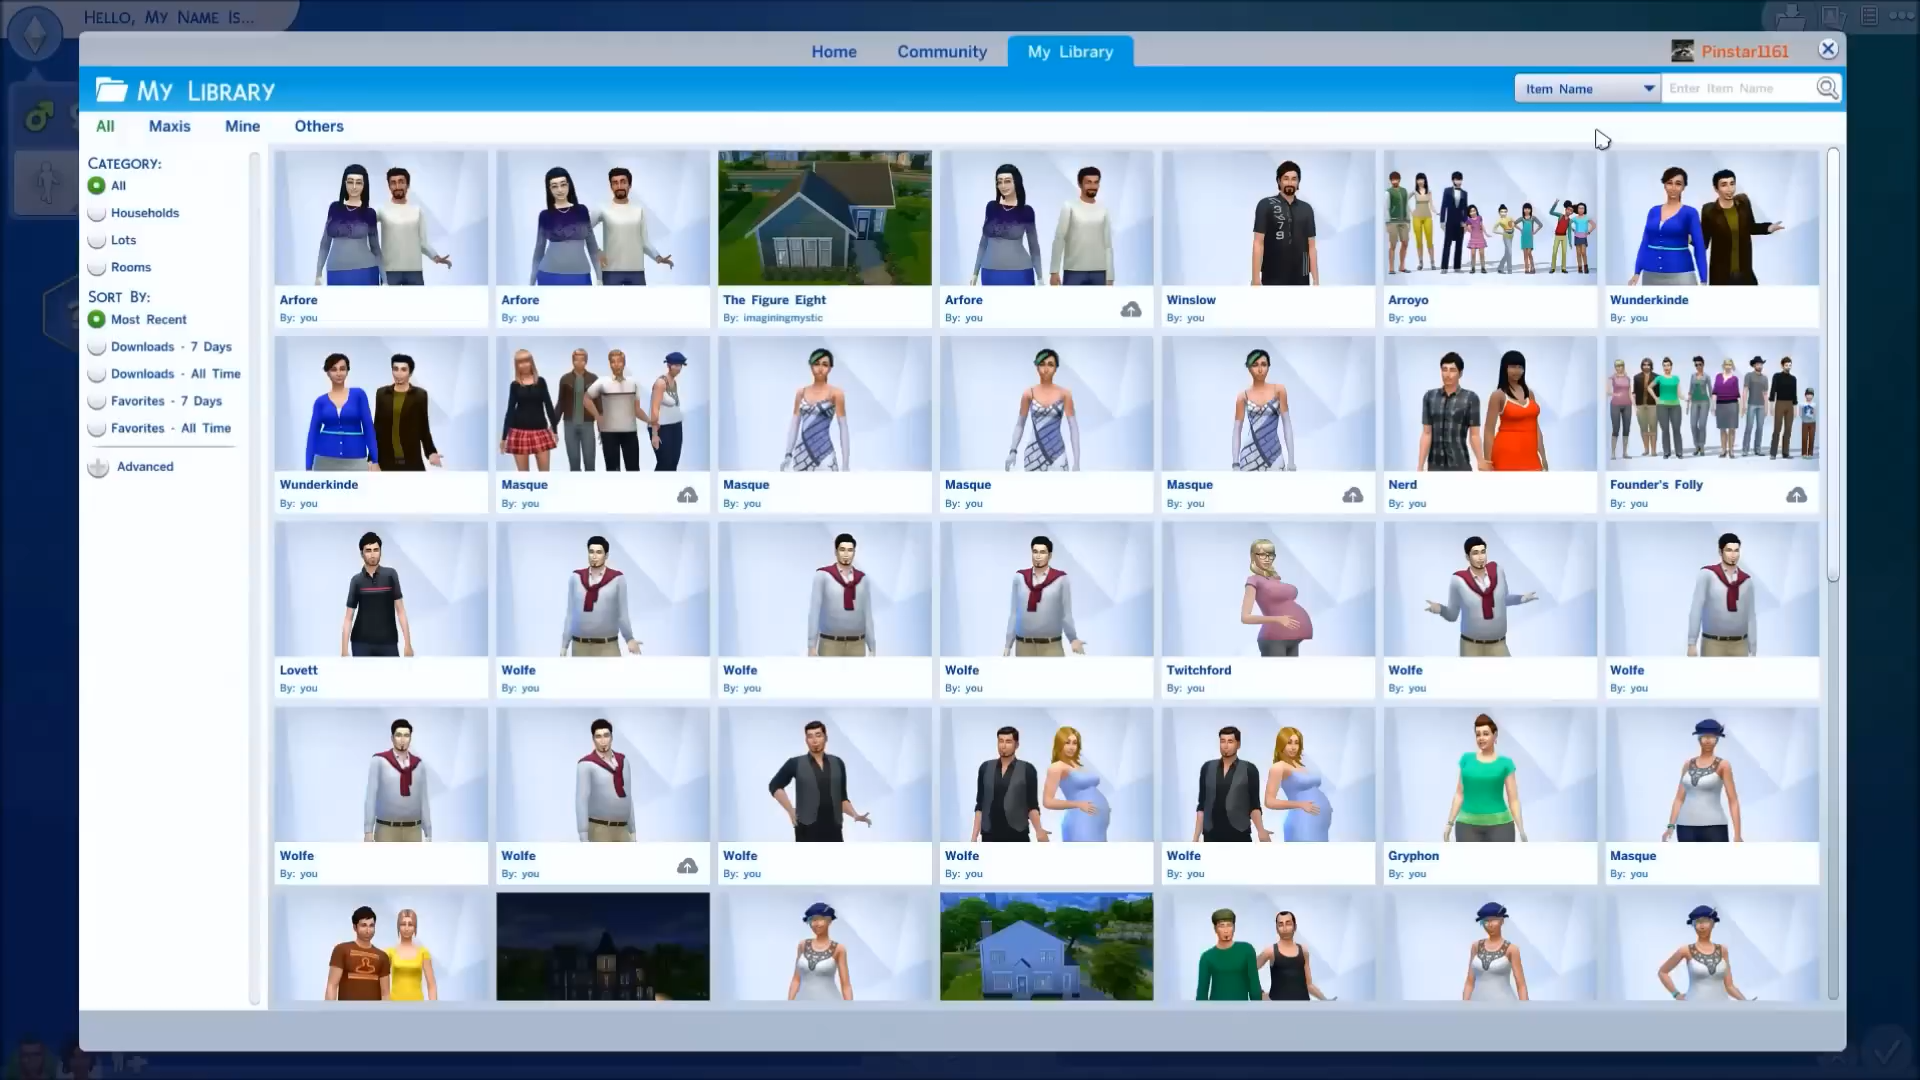 Hello, My Name Is...
Home
Community
My Library
Pinstar1161
My Library
Item Name
Enter Item Name
All
Maxis
Mine
Others
Category:
All
Households
Lots
Rooms
Sort By:
Most Recent
Downloads - 7 Days
Downloads - All Time
Favorites - 7 Days
Favorites - All Time
Advanced
Arfore
By: you
Arfore
By: you
The Figure Eight
By: imaginingmystic
Arfore
By: you
Winslow
By: you
Arroyo
By: you
Wunderkinde
By: you
Wunderkinde
By: you
Masque
By: you
Masque
By: you
Masque
By: you
Masque
By: you
Nerd
By: you
Founder's Folly
By: you
Lovett
By: you
Wolfe
By: you
Wolfe
By: you
Wolfe
By: you
Twitchford
By: you
Wolfe
By: you
Wolfe
By: you
Wolfe
By: you
Wolfe
By: you
Wolfe
By: you
Wolfe
By: you
Wolfe
By: you
Gryphon
By: you
Masque
By: you